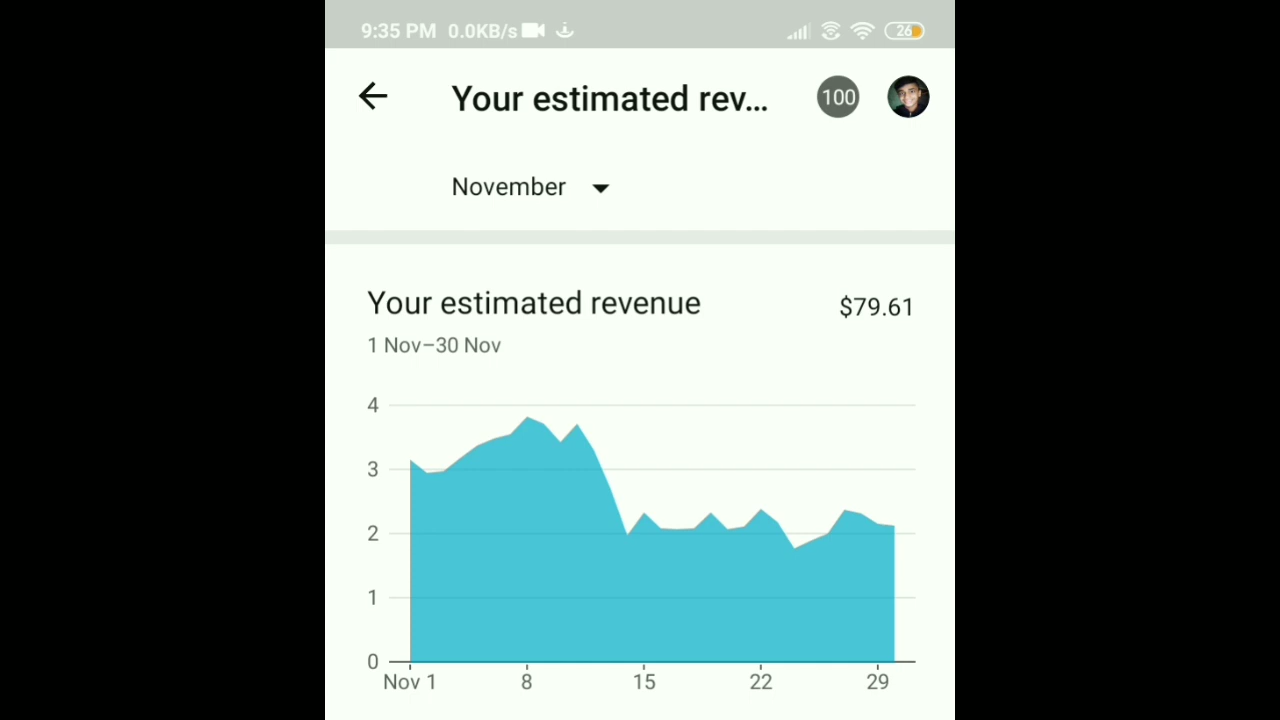 9:35 PM 0.0KB/s 26
Your estimated rev... 100
November
Your estimated revenue $79.61
1 Nov–30 Nov
4
3
2
1
0
Nov 1 8 15 22 29